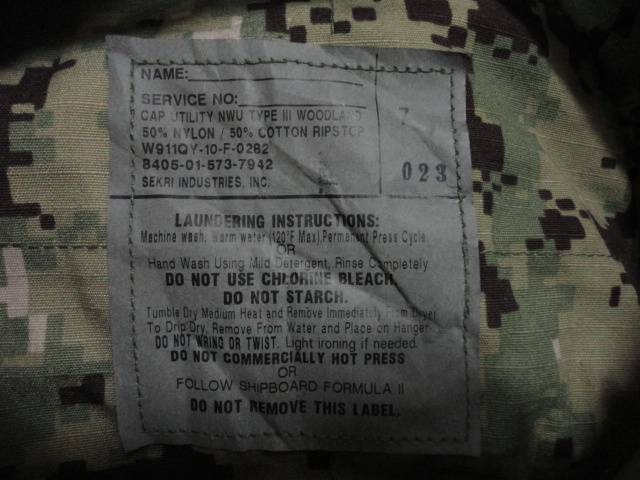 NAME:
SERVICE NO:
CAP UTILITY NWU TYPE III WOODLAND 7
50% NYLON / 50% COTTON RIPSTOP
W911QY-10-F-0282
8405-01-573-7942 023
SEKRI INDUSTRIES, INC.
LAUNDERING INSTRUCTIONS:
Machine wash, Warm water (120°F Max), Permanent Press Cycle
OR
Hand Wash Using Mild Detergent, Rinse Completely
DO NOT USE CHLORINE BLEACH.
DO NOT STARCH.
Tumble Dry Medium Heat and Remove Immediately From Dryer
To Drip Dry, Remove From Water and Place on Hanger
DO NOT WRING OR TWIST. Light ironing if needed.
DO NOT COMMERCIALLY HOT PRESS
OR
FOLLOW SHIPBOARD FORMULA II
DO NOT REMOVE THIS LABEL.